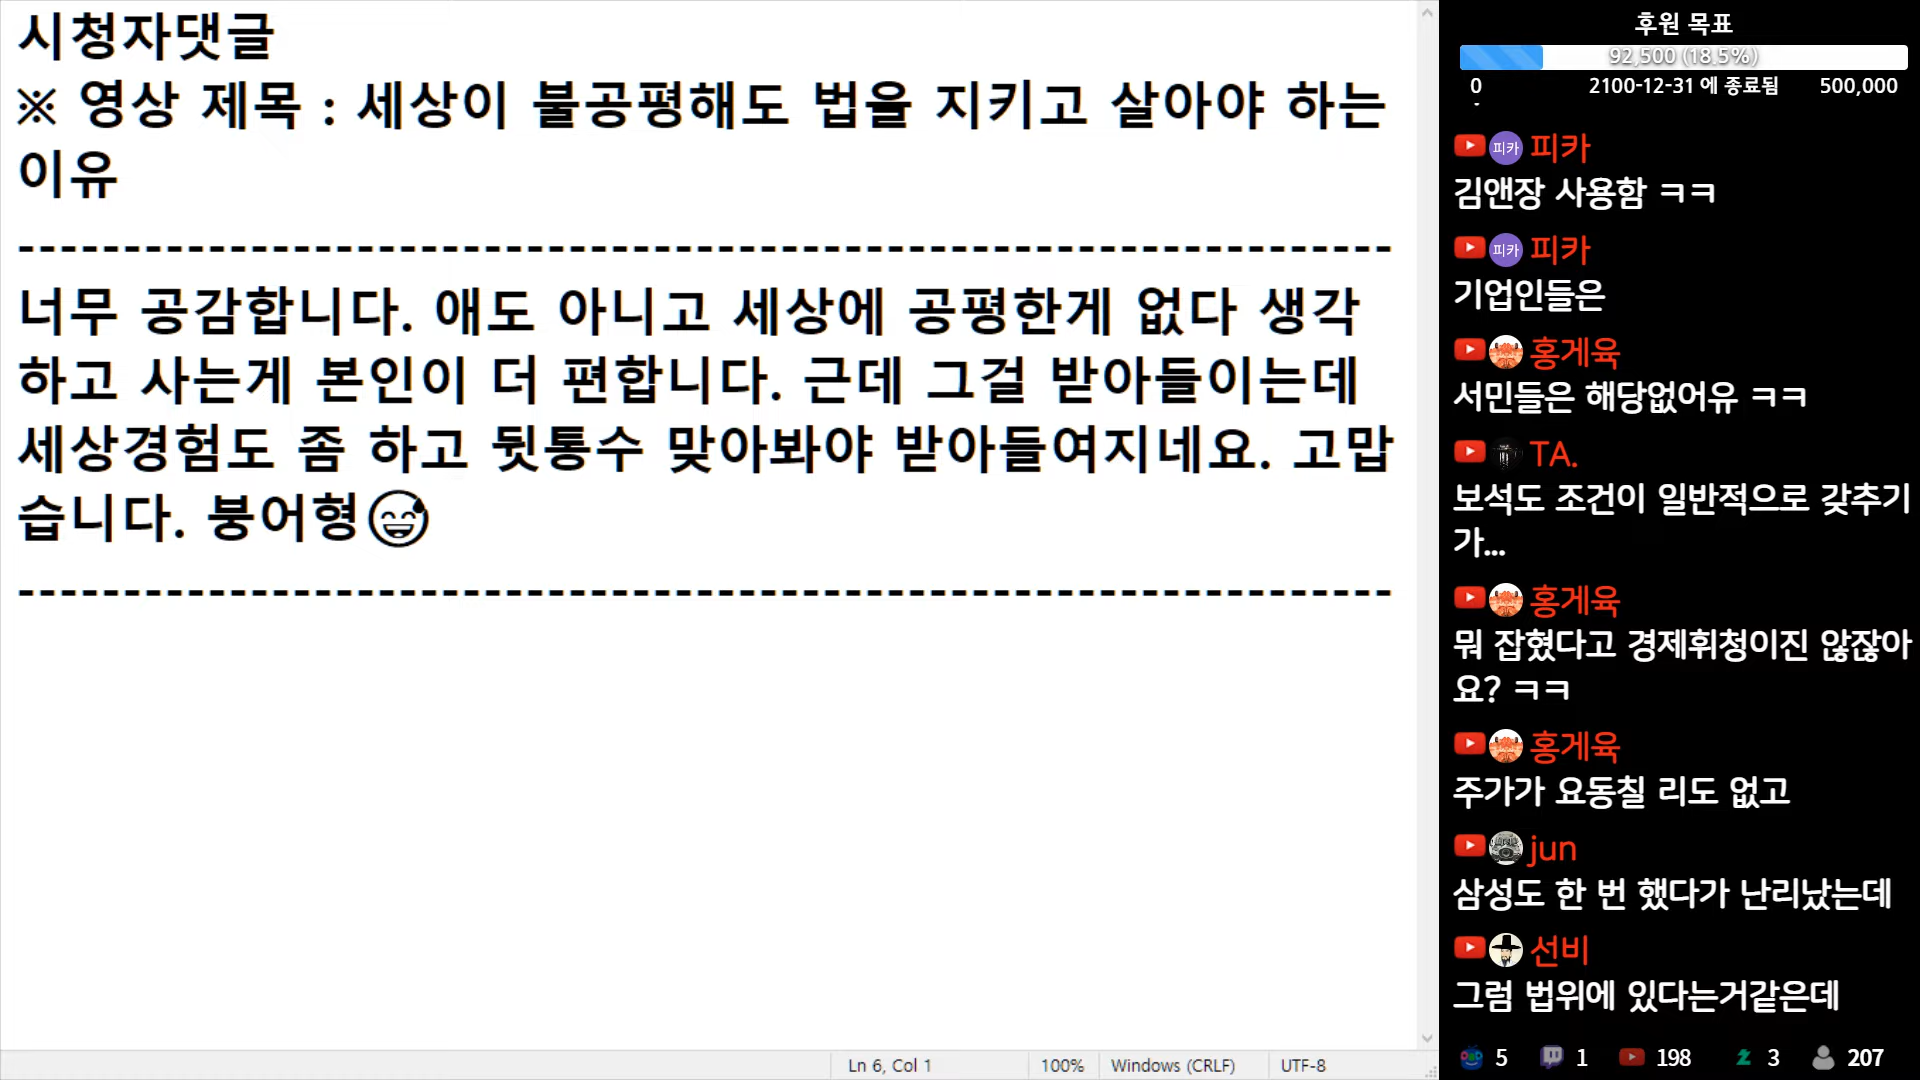 시청자댓글
※ 영상 제목 : 세상이 불공평해도 법을 지키고 살아야 하는
이유
-----------------------------------------------------------------
너무 공감합니다. 애도 아니고 세상에 공평한게 없다 생각
하고 사는게 본인이 더 편합니다. 근데 그걸 받아들이는데
세상경험도 좀 하고 뒷통수 맞아봐야 받아들여지네요. 고맙
습니다. 붕어형😅
-----------------------------------------------------------------
Ln 6, Col 1
100%
Windows (CRLF)
UTF-8
후원 목표
92,500 (18.5%)
0 2100-12-31 에 종료됨 500,000
피카 피카
김앤장 사용함 ㅋㅋ
피카 피카
기업인들은
홍게육
서민들은 해당없어유 ㅋㅋ
TA.
보석도 조건이 일반적으로 갖추기
가...
홍게육
뭐 잡혔다고 경제휘청이진 않잖아
요? ㅋㅋ
홍게육
주가가 요동칠 리도 없고
jun
삼성도 한 번 했다가 난리났는데
선비
그럼 법위에 있다는거같은데
5 1 198 3 207